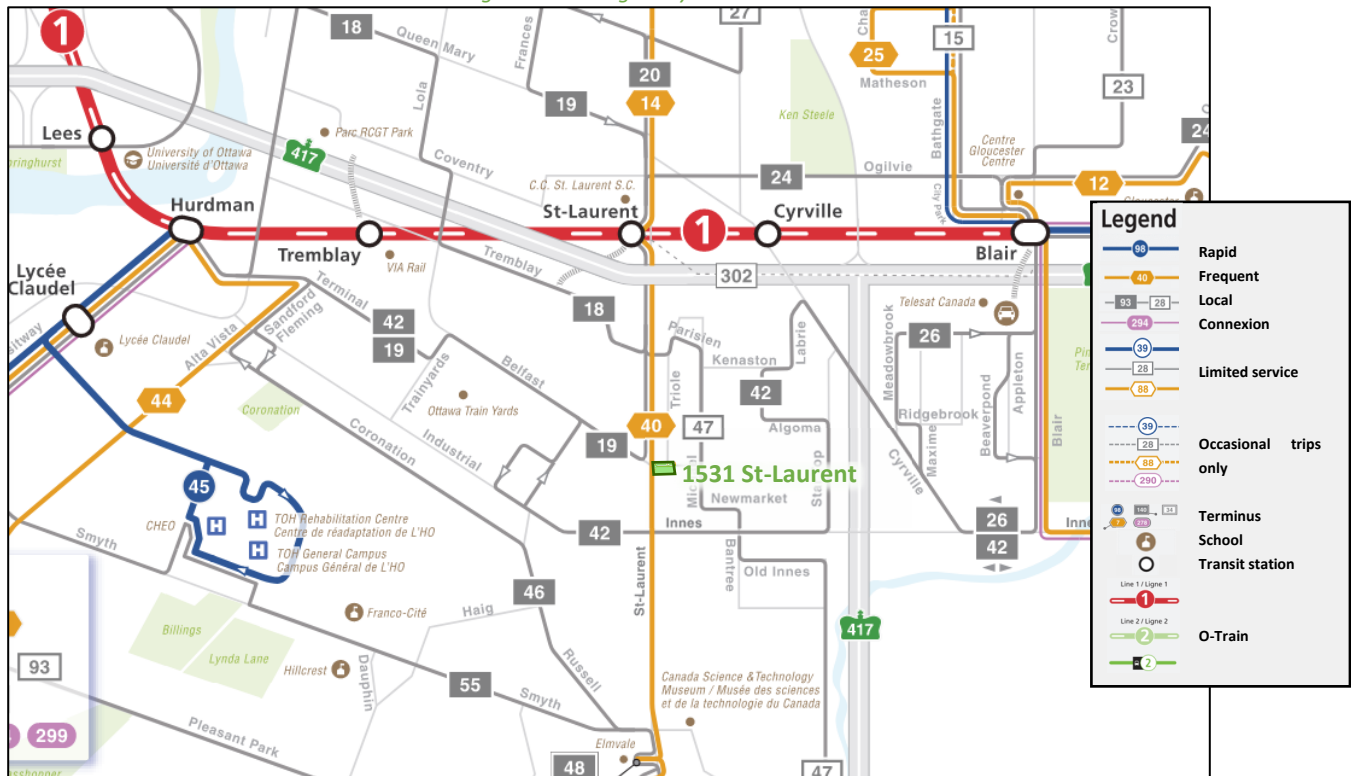 27
18
1
Queen Mary
Frances
25
15
20
14
Matheson
23
Lola
19
Bathgate
Ken Steele
Lees
Parc RCGT Park
Centre
Gloucester
Centre
417
University of Ottawa
Université d'Ottawa
Coventry
Ogilvie
24
12
C.C. St. Laurent S.C.
City Park
Hurdman
St-Laurent
1
Cyrville
Tremblay
VIA Rail
Tremblay
302
Blair
Lycée
Claudel
Terminal
Sandford
Fleming
42
19
18
Telesat Canada
Lycée Claudel
Alta Vista
Parisien
Kenaston
Labrie
Meadowbrook
26
Appleton
Trainyards
Belfast
Triole
42
44
Coronation
Ottawa Train Yards
Coronation
Industrial
19
40
47
Algoma
Ridgebrook
Maxime
Beaverpond
Blair
Cyrville
1531 St-Laurent
45
Newmarket
CHEO
H
H
H
TOH Rehabilitation Centre
Centre de réadaptation de L'HO
TOH General Campus
Campus Général de L'HO
Smyth
42
Innes
26
42
Bantree
Old Innes
46
St-Laurent
Franco-Cité
Haig
Billings
Lynda Lane
417
Hillcrest
Dauphin
Russell
93
55
Smyth
Canada Science & Technology
Museum / Musée des sciences
et de la technologie du Canada
299
Pleasant Park
Elmvale
48
47
Legend
98 Rapid
40 Frequent
93 28 Local
294 Connexion
39
28 Limited service
88
39
28 Occasional trips
88 only
290
Terminus
School
Transit station
Line 1 / Ligne 1
1
Line 2 / Ligne 2
2 O-Train
2